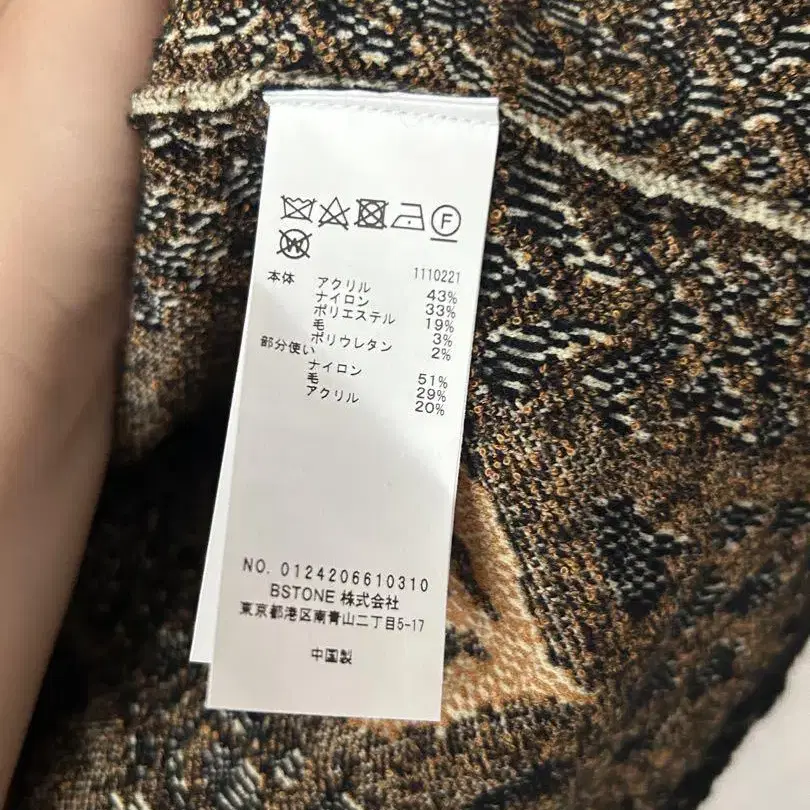 F
W
1110221
本体 アクリル 43%
ナイロン 33%
ポリエステル 19%
毛 3%
ポリウレタン 2%
部分使い
ナイロン 51%
毛 29%
アクリル 20%
NO. 0124206610310
BSTONE 株式会社
東京都港区南青山二丁目5-17
中国製